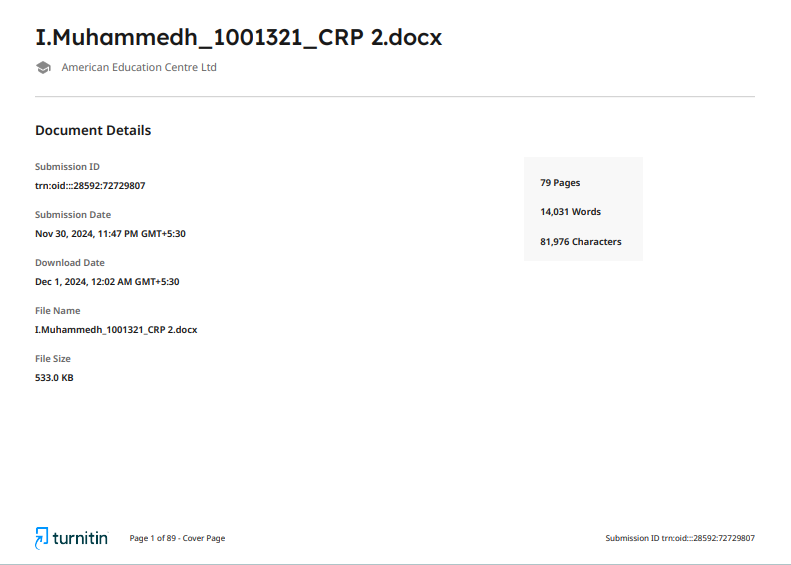 I.Muhammedh_1001321_CRP 2.docx
American Education Centre Ltd
Document Details
Submission ID
trn:oid:::28592:72729807
Submission Date
Nov 30, 2024, 11:47 PM GMT+5:30
Download Date
Dec 1, 2024, 12:02 AM GMT+5:30
File Name
I.Muhammedh_1001321_CRP 2.docx
File Size
533.0 KB
79 Pages
14,031 Words
81,976 Characters
turnitin
Page 1 of 89 - Cover Page
Submission ID trn:oid:::28592:72729807